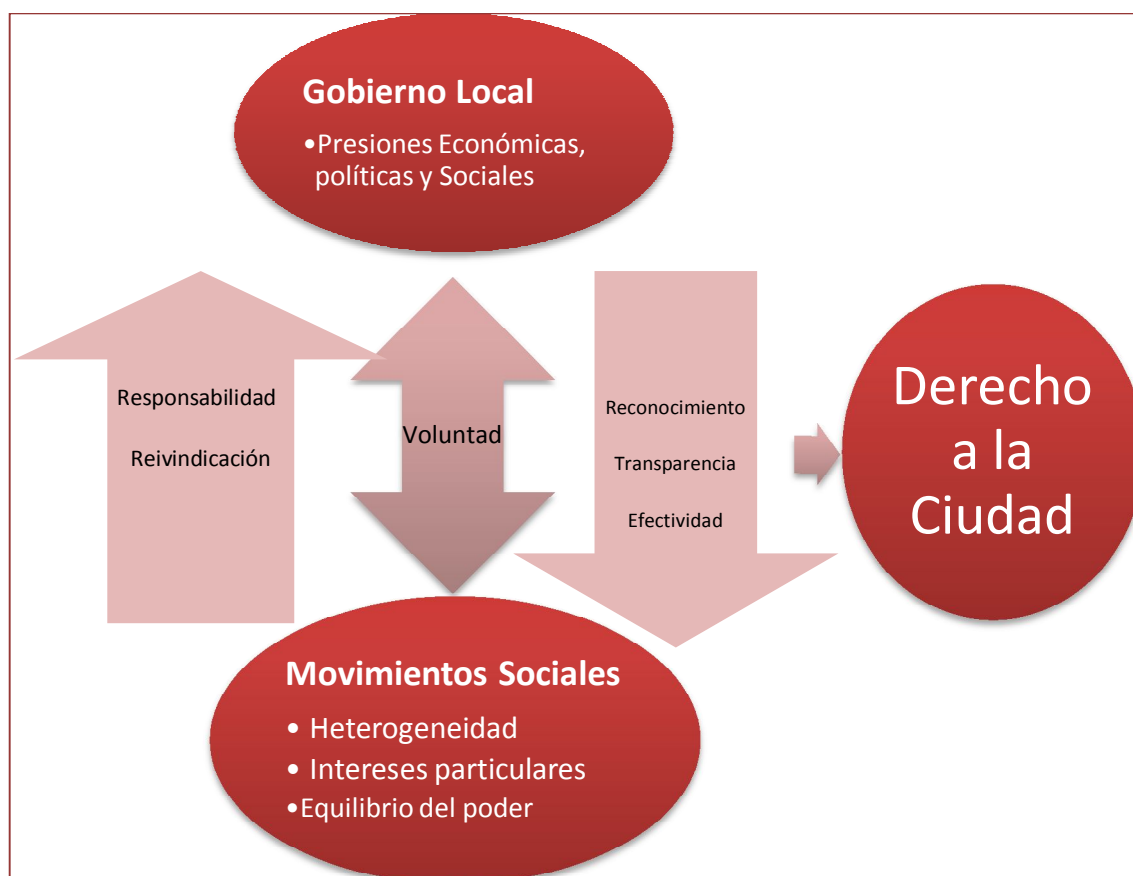 Gobierno Local
•Presiones Económicas,
políticas y Sociales
Responsabilidad
Reivindicación
Voluntad
Reconocimiento
Transparencia
Efectividad
Derecho
a la
Ciudad
Movimientos Sociales
• Heterogeneidad
• Intereses particulares
•Equilibrio del poder